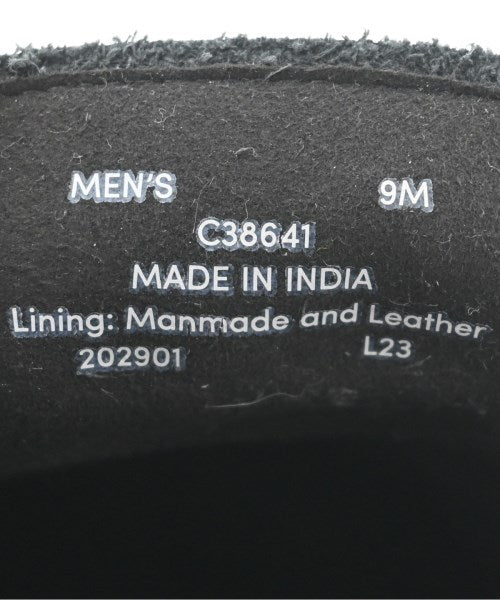 MEN'S 9M
C38641
MADE IN INDIA
Lining: Manmade and Leather
202901 L23